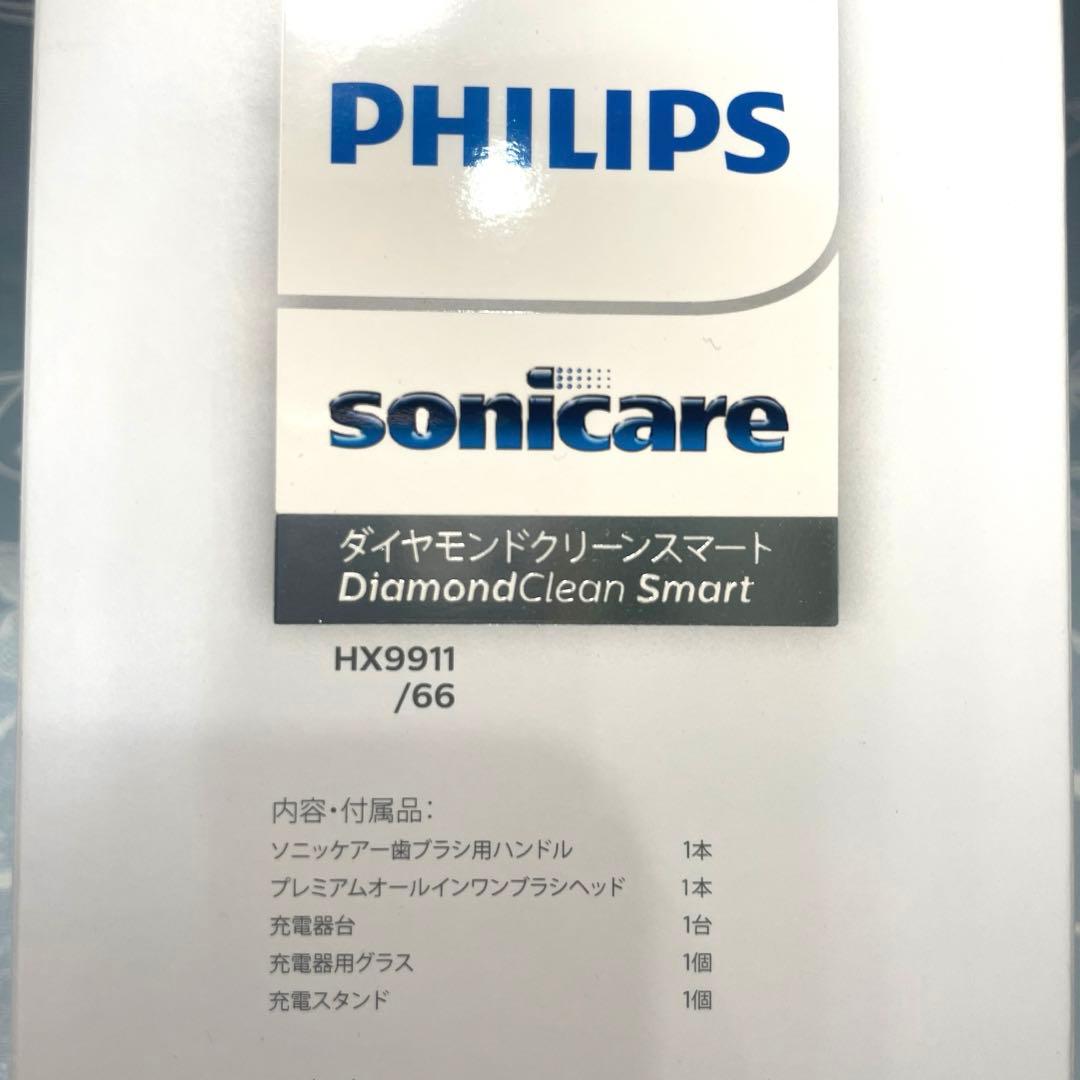 PHILIPS
sonicare
ダイヤモンドクリーンスマート
DiamondClean Smart
HX9911
/66
内容・付属品：
ソニッケアー歯ブラシ用ハンドル 1本
プレミアムオールインワンブラシヘッド 1本
充電器台 1台
充電器用グラス 1個
充電スタンド 1個